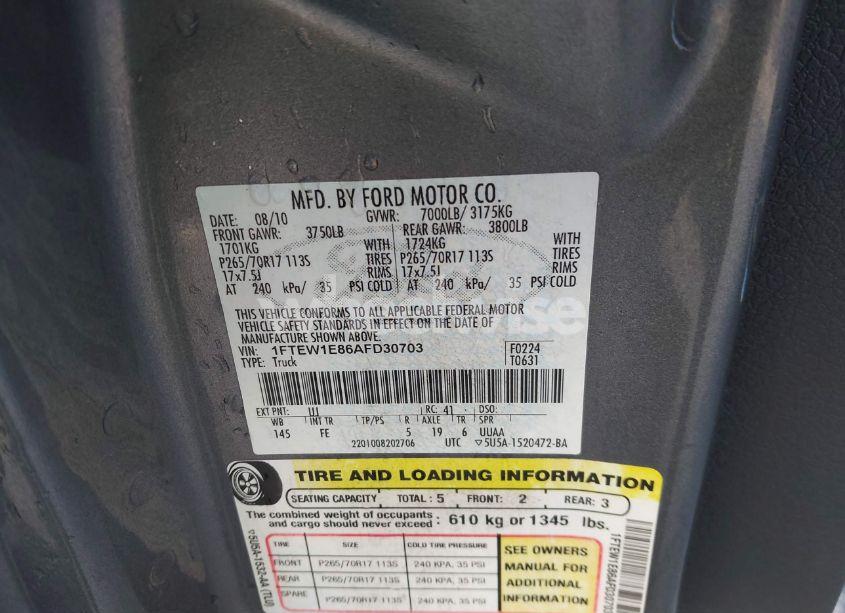 MFD. BY FORD MOTOR CO.
DATE: 08/10 GVWR: 7000LB/ 3175KG
FRONT GAWR: 3750LB REAR GAWR: 3800LB
1701KG WITH 1724KG WITH
P265/70R17 113S TIRES P265/70R17 113S TIRES
17x7.5J RIMS 17x7.5J RIMS
AT 240 kPa/ 35 PSI COLD AT 240 kPa/ 35 PSI COLD
THIS VEHICLE CONFORMS TO ALL APPLICABLE FEDERAL MOTOR
VEHICLE SAFETY STANDARDS IN EFFECT ON THE DATE OF
MANUFACTURE SHOWN ABOVE.
VIN: 1FTEW1E86AFD30703 F0224
TYPE: Truck T0631
EXT PNT: UJ RC: 41 DSO:
WB INT TR TP/PS R AXLE TR SPR
145 FE 5 19 6 UUAA
2201008202706 UTC ▽5U5A-1520472-BA
TIRE AND LOADING INFORMATION
SEATING CAPACITY TOTAL: 5 FRONT: 2 REAR: 3
The combined weight of occupants
and cargo should never exceed : 610 kg or 1345 lbs.
TIRE SIZE COLD TIRE PRESSURE
FRONT P265/70R17 113S 240 KPA, 35 PSI
REAR P265/70R17 113S 240 KPA, 35 PSI
SPARE P265/70R17 113S 240 KPA, 35 PSI
SEE OWNERS
MANUAL FOR
ADDITIONAL
INFORMATION
▽5U5A-1532-AA (TLU)
1FTEW1E86AFD30703